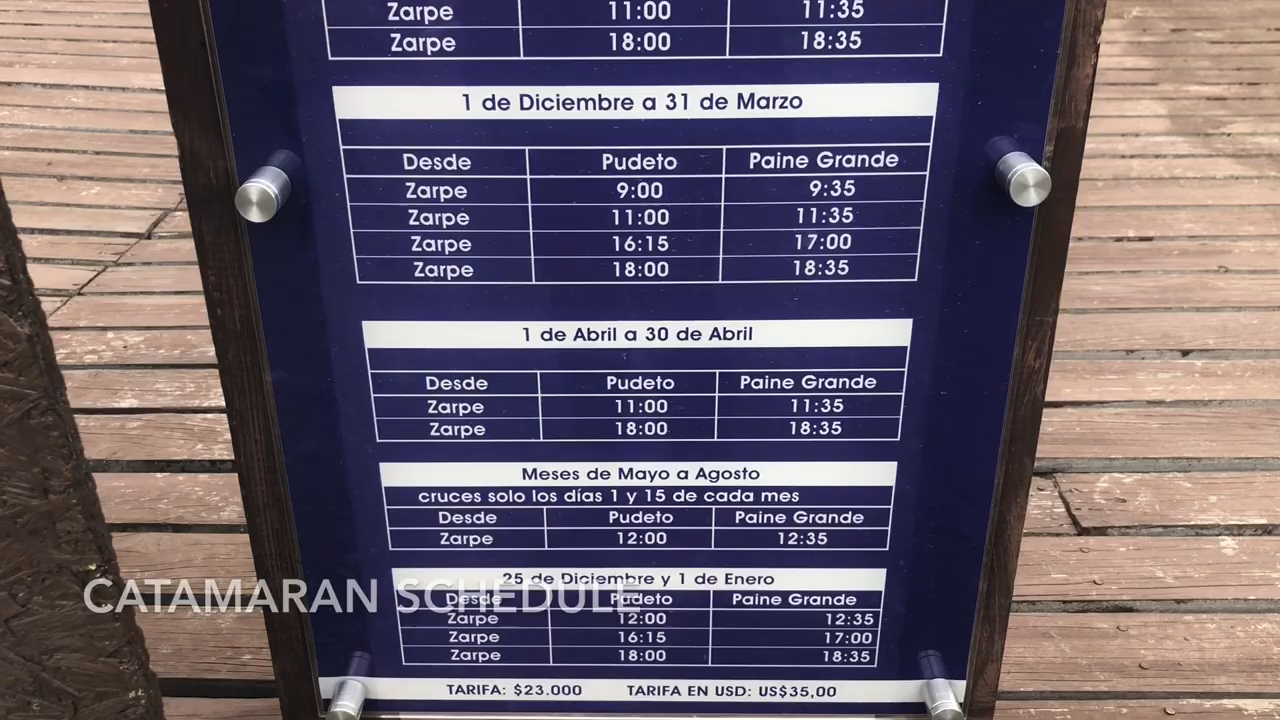 Zarpe 11:00 11:35
Zarpe 18:00 18:35
1 de Diciembre a 31 de Marzo
Desde Pudeto Paine Grande
Zarpe 9:00 9:35
Zarpe 11:00 11:35
Zarpe 16:15 17:00
Zarpe 18:00 18:35
1 de Abril a 30 de Abril
Desde Pudeto Paine Grande
Zarpe 11:00 11:35
Zarpe 18:00 18:35
Meses de Mayo a Agosto
cruces solo los días 1 y 15 de cada mes
Desde Pudeto Paine Grande
Zarpe 12:00 12:35
25 de Diciembre y 1 de Enero
Desde Pudeto Paine Grande
Zarpe 12:00 12:35
Zarpe 16:15 17:00
Zarpe 18:00 18:35
TARIFA: $23.000 TARIFA EN USD: US$35,00
CATAMARAN SCHEDULE